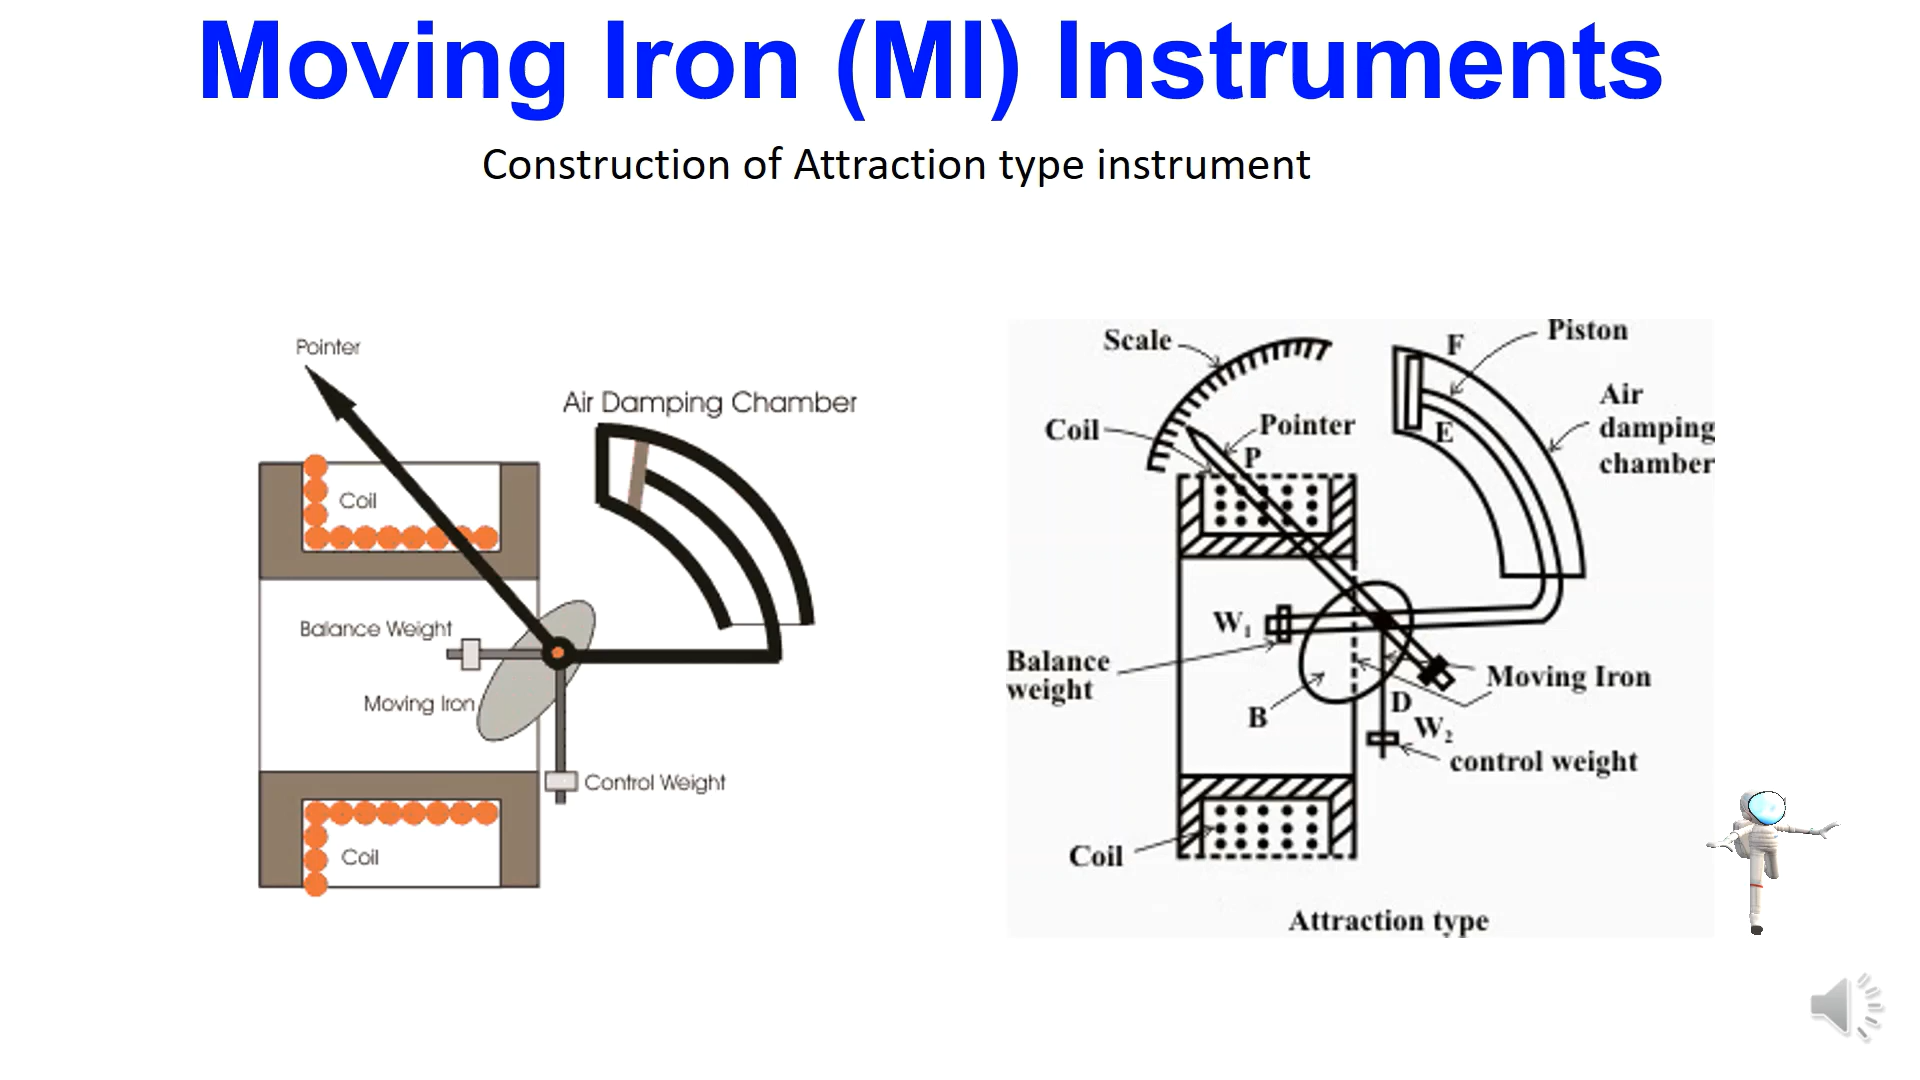 Moving Iron (MI) Instruments
Construction of Attraction type instrument
Pointer
Air Damping Chamber
Coil
Balance Weight
Moving Iron
Control Weight
Coil
Scale
F
Piston
Coil
Pointer
P
E
Air
damping
chamber
W1
Balance
weight
B
D
Moving Iron
W2
control weight
Coil
Attraction type